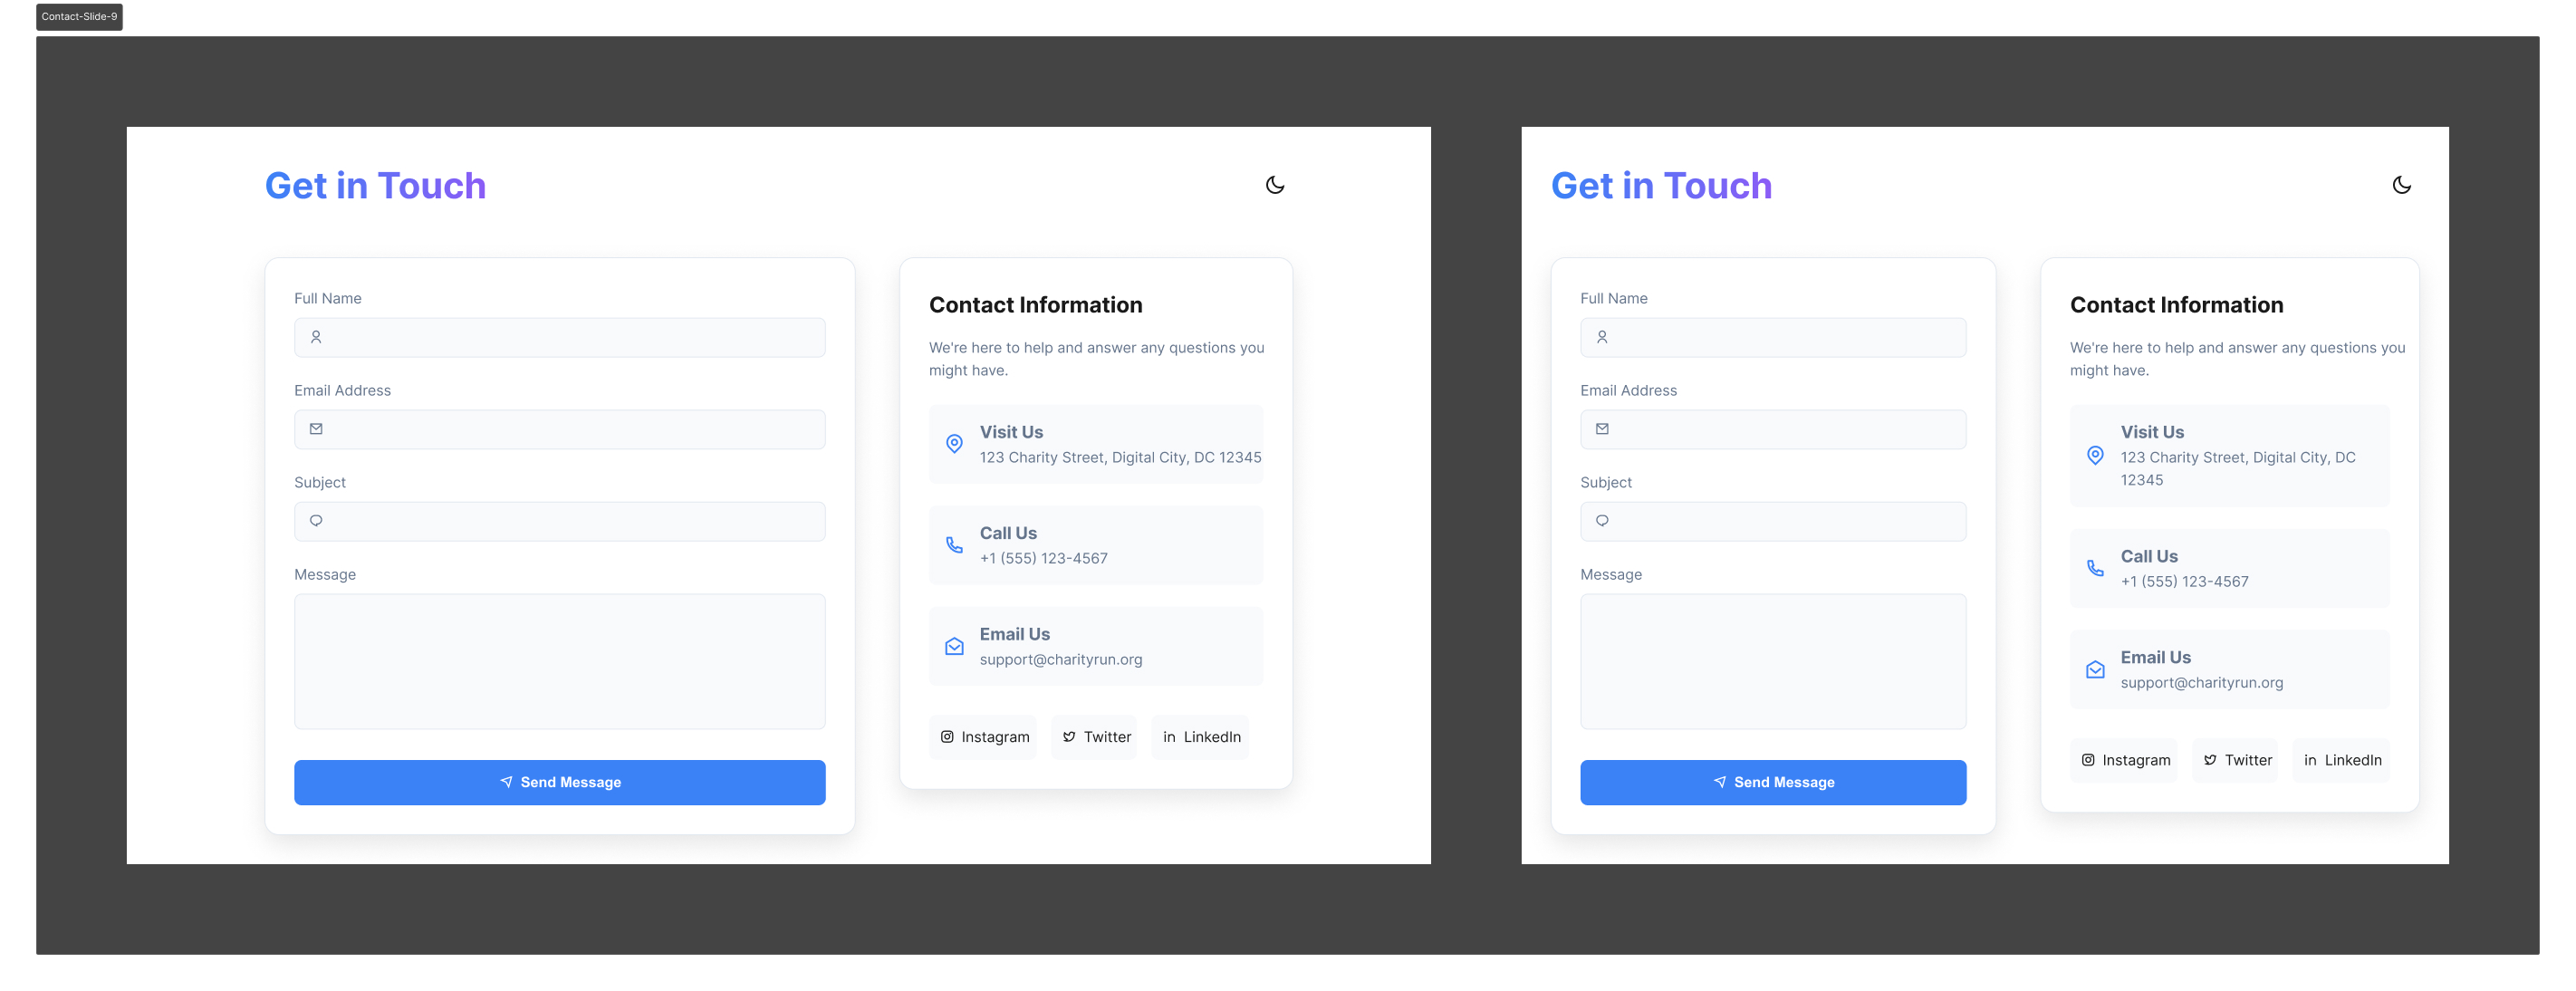 Contact-Slide-9
Get in Touch
Full Name
Email Address
Subject
Message
Send Message
Contact Information
We're here to help and answer any questions you
might have.
Visit Us
123 Charity Street, Digital City, DC 12345
Call Us
+1 (555) 123-4567
Email Us
support@charityrun.org
Instagram
Twitter
in LinkedIn
Get in Touch
Full Name
Email Address
Subject
Message
Send Message
Contact Information
We're here to help and answer any questions you
might have.
Visit Us
123 Charity Street, Digital City, DC
12345
Call Us
+1 (555) 123-4567
Email Us
support@charityrun.org
Instagram
Twitter
in LinkedIn